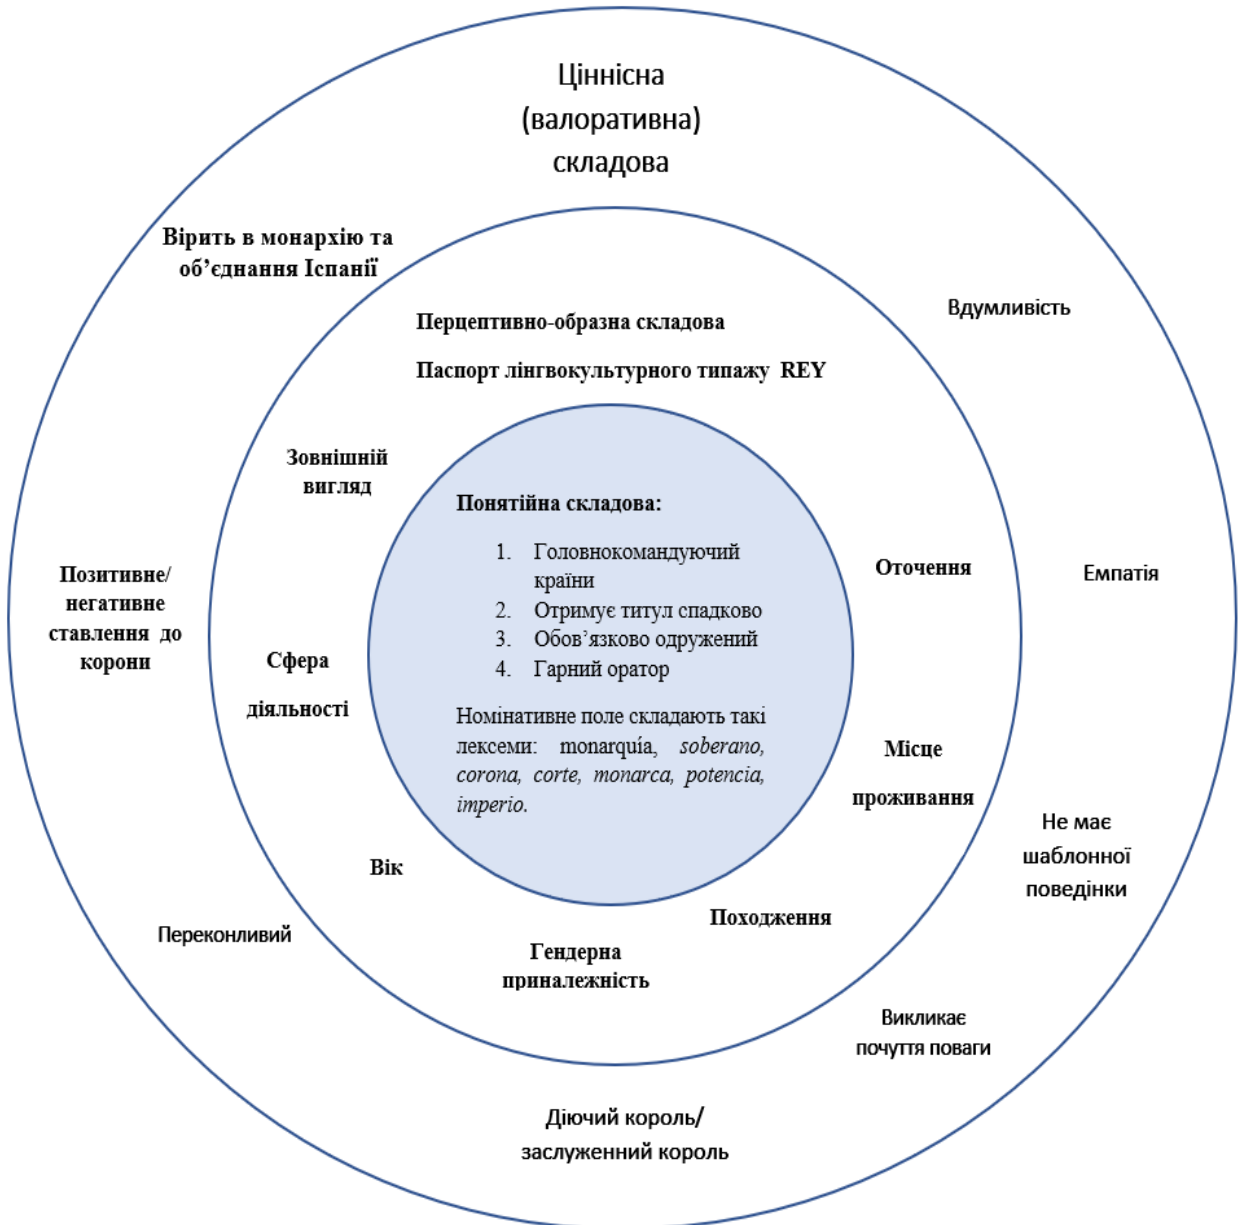 Ціннісна
(валоративна)
складова
Вірить в монархію та
об’єднання Іспанії
Вдумливість
Перцептивно-образна складова
Паспорт лінгвокультурного типажу REY
Зовнішній
вигляд
Понятійна складова:
1. Головнокомандуючий
країни
2. Отримує титул спадково
3. Обов’язково одружений
4. Гарний оратор
Номінативне поле складають такі
лексеми: monarquía, soberano,
corona, corte, monarca, potencia,
imperio.
Оточення
Емпатія
Позитивне/
негативне
ставлення до
корони
Сфера
діяльності
Місце
проживання
Не має
шаблонної
поведінки
Вік
Походження
Переконливий
Гендерна
приналежність
Викликає
почуття поваги
Діючий король/
заслуженний король